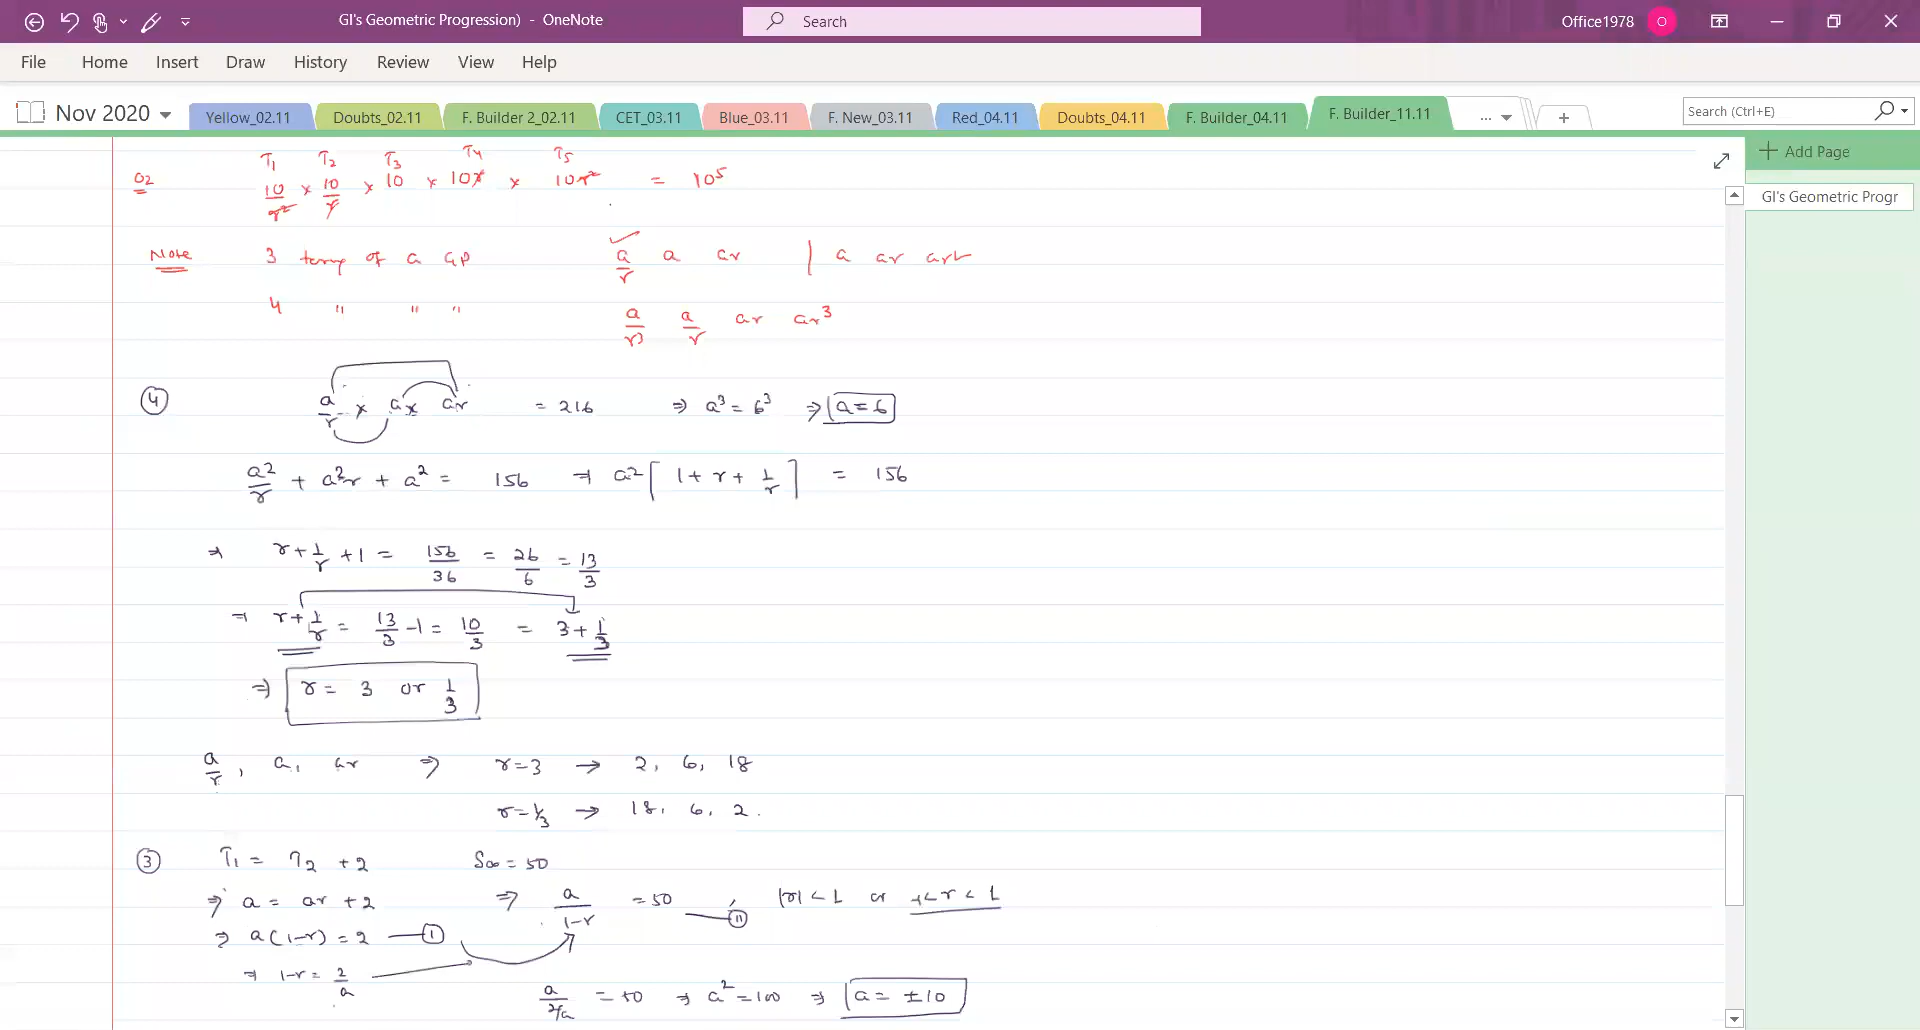 GI's Geometric Progression) - OneNote
Search
Office1978
O
File Home Insert Draw History Review View Help
Nov 2020
Yellow_02.11 Doubts_02.11 F. Builder 2_02.11 CET_03.11 Blue_03.11 F. New_03.11 Red_04.11 Doubts_04.11 F. Builder_04.11 F. Builder_11.11 ... +
Search (Ctrl+E)
+ Add Page
GI's Geometric Progr
T1 T2 T3 T4 T5
02 10/r² × 10/r × 10 × 10r × 10r² = 10⁵
Note 3 terms of a GP a/r a ar | a ar ar²
4 " " " a/r³ a/r ar ar³
④ a/r × a × ar = 216 ⇒ a³ = 6³ ⇒ a = 6
a²/r + a²r + a² = 156 ⇒ a² [ 1 + r + 1/r ] = 156
⇒ r + 1/r + 1 = 156/36 = 26/6 = 13/3
⇒ r + 1/r = 13/3 - 1 = 10/3 = 3 + 1/3
⇒ r = 3 or 1/3
a/r, a, ar ⇒ r = 3 → 2, 6, 18
r = 1/3 → 18, 6, 2.
③ T1 = T2 + 2 S∞ = 50
⇒ a = ar + 2 ⇒ a/1-r = 50 — ⑪ |r| < 1 or -1 < r < 1
⇒ a(1-r) = 2 — ①
⇒ 1-r = 2/a
a/2/a = 50 ⇒ a² = 100 ⇒ a = ±10